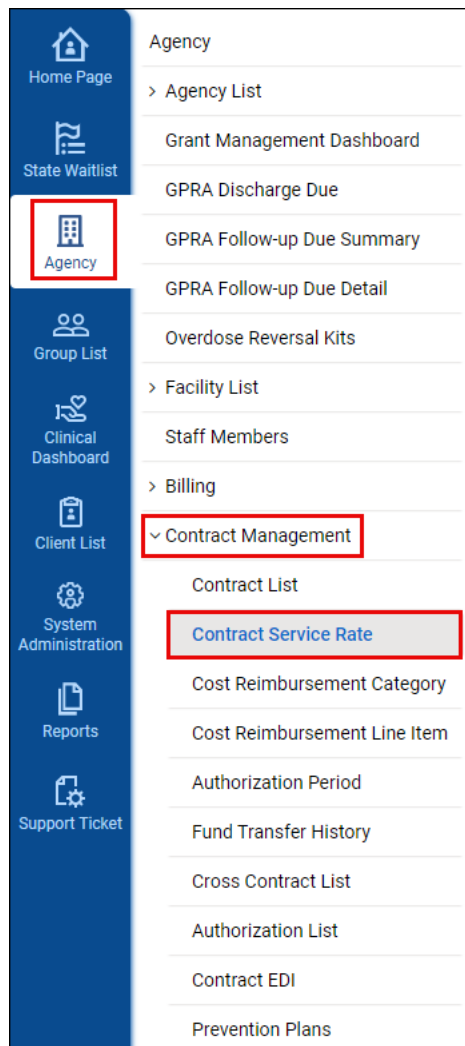 Home Page
State Waitlist
Agency
Group List
Clinical
Dashboard
Client List
System
Administration
Reports
Support Ticket
Agency
Agency List
Grant Management Dashboard
GPRA Discharge Due
GPRA Follow-up Due Summary
GPRA Follow-up Due Detail
Overdose Reversal Kits
Facility List
Staff Members
Billing
Contract Management
Contract List
Contract Service Rate
Cost Reimbursement Category
Cost Reimbursement Line Item
Authorization Period
Fund Transfer History
Cross Contract List
Authorization List
Contract EDI
Prevention Plans